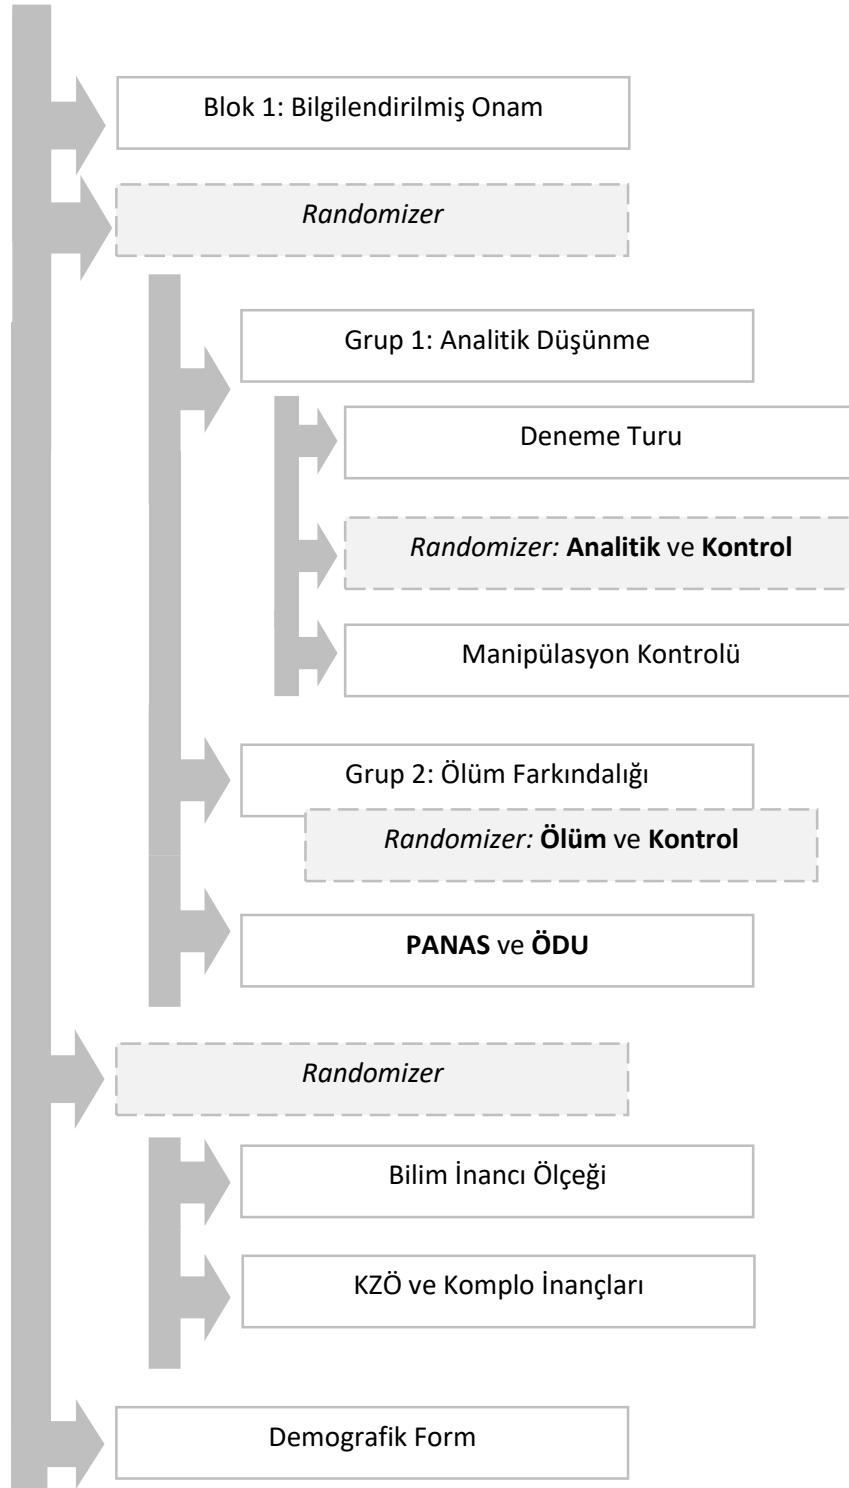 Blok 1: Bilgilendirilmiş Onam
Randomizer
Grup 1: Analitik Düşünme
Deneme Turu
Randomizer: Analitik ve Kontrol
Manipülasyon Kontrolü
Grup 2: Ölüm Farkındalığı
Randomizer: Ölüm ve Kontrol
PANAS ve ÖDU
Randomizer
Bilim İnancı Ölçeği
KZÖ ve Komplo İnançları
Demografik Form